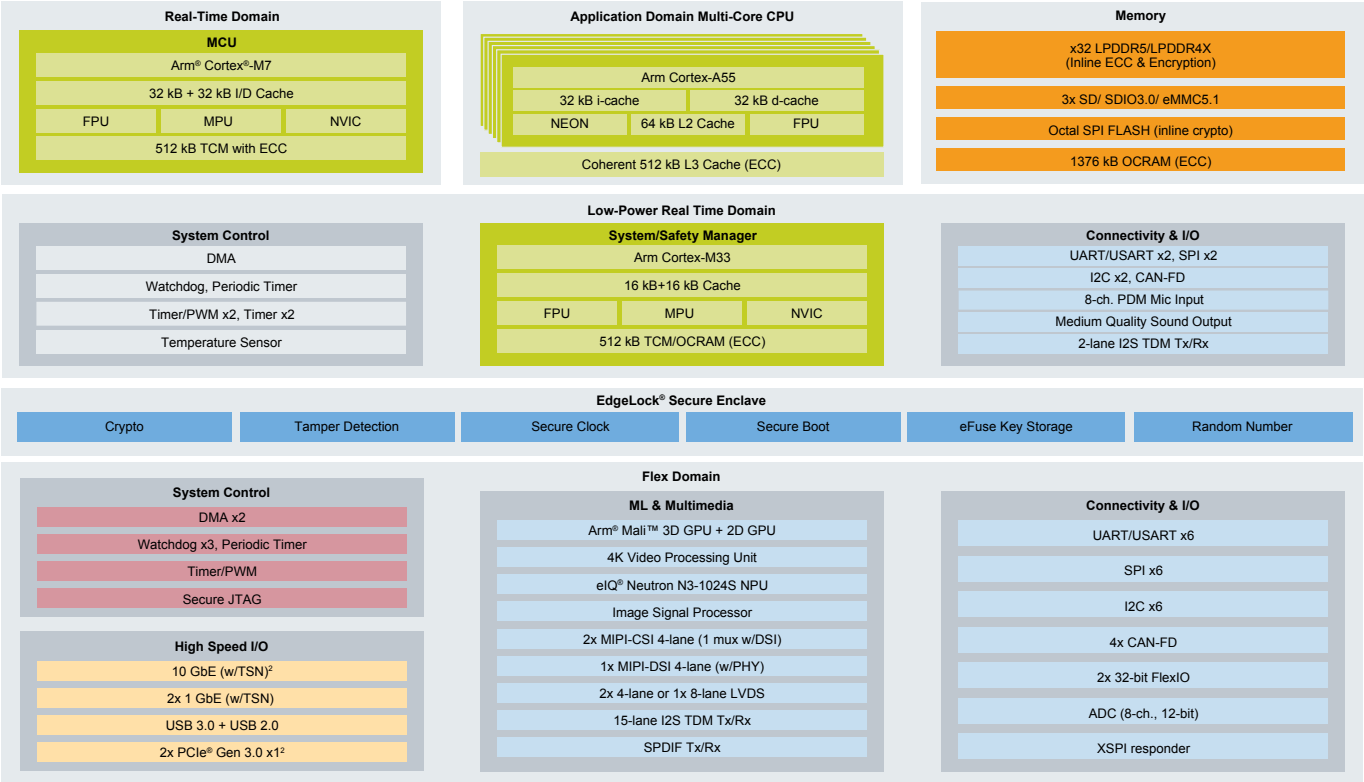 Real-Time Domain
MCU
Arm® Cortex®-M7
32 kB + 32 kB I/D Cache
FPU
MPU
NVIC
512 kB TCM with ECC
Application Domain Multi-Core CPU
Arm Cortex-A55
32 kB i-cache
32 kB d-cache
NEON
64 kB L2 Cache
FPU
Coherent 512 kB L3 Cache (ECC)
Memory
x32 LPDDR5/LPDDR4X
(Inline ECC & Encryption)
3x SD/ SDIO3.0/ eMMC5.1
Octal SPI FLASH (inline crypto)
1376 kB OCRAM (ECC)
Low-Power Real Time Domain
System Control
DMA
Watchdog, Periodic Timer
Timer/PWM x2, Timer x2
Temperature Sensor
System/Safety Manager
Arm Cortex-M33
16 kB+16 kB Cache
FPU
MPU
NVIC
512 kB TCM/OCRAM (ECC)
Connectivity & I/O
UART/USART x2, SPI x2
I2C x2, CAN-FD
8-ch. PDM Mic Input
Medium Quality Sound Output
2-lane I2S TDM Tx/Rx
EdgeLock® Secure Enclave
Crypto
Tamper Detection
Secure Clock
Secure Boot
eFuse Key Storage
Random Number
Flex Domain
System Control
DMA x2
Watchdog x3, Periodic Timer
Timer/PWM
Secure JTAG
High Speed I/O
10 GbE (w/TSN)²
2x 1 GbE (w/TSN)
USB 3.0 + USB 2.0
2x PCIe® Gen 3.0 x1²
ML & Multimedia
Arm® Mali™ 3D GPU + 2D GPU
4K Video Processing Unit
eIQ® Neutron N3-1024S NPU
Image Signal Processor
2x MIPI-CSI 4-lane (1 mux w/DSI)
1x MIPI-DSI 4-lane (w/PHY)
2x 4-lane or 1x 8-lane LVDS
15-lane I2S TDM Tx/Rx
SPDIF Tx/Rx
Connectivity & I/O
UART/USART x6
SPI x6
I2C x6
4x CAN-FD
2x 32-bit FlexIO
ADC (8-ch., 12-bit)
XSPI responder